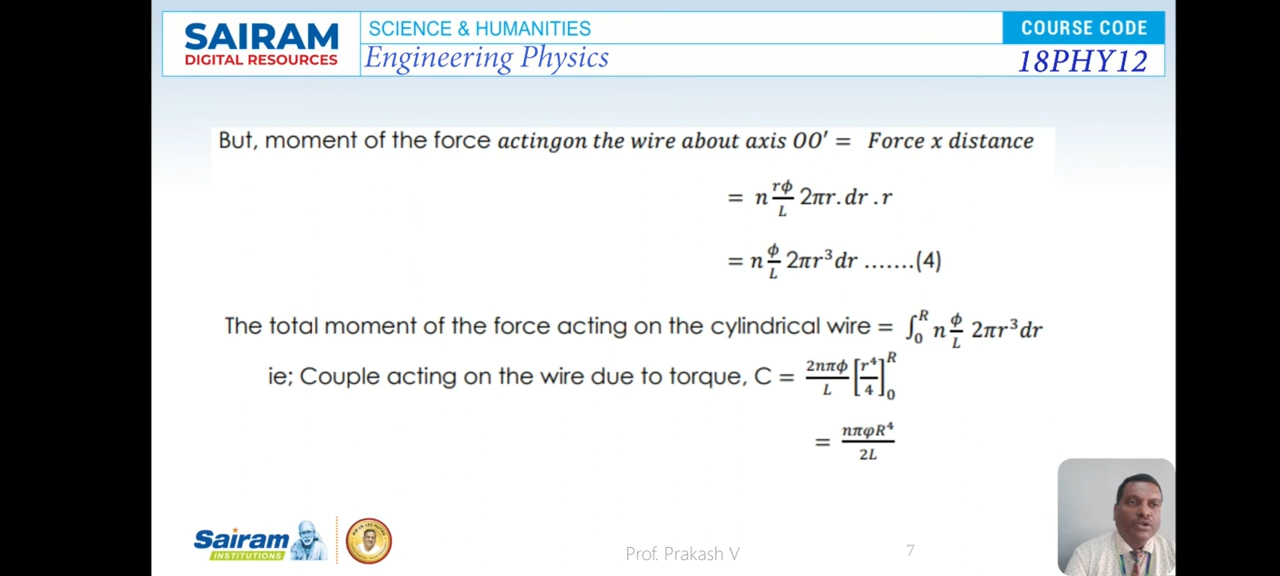 SAIRAM
DIGITAL RESOURCES
SCIENCE & HUMANITIES
Engineering Physics
COURSE CODE
18PHY12
But, moment of the force actingon the wire about axis OO′ = Force x distance
= n rϕ/L 2πr. dr . r
= n ϕ/L 2πr³dr .......(4)
The total moment of the force acting on the cylindrical wire = ∫₀ᴿ n ϕ/L 2πr³dr
ie; Couple acting on the wire due to torque, C = 2nπϕ/L [r⁴/4]₀ᴿ
= nπφR⁴/2L
Sairam
INSTITUTIONS
Prof. Prakash V
7